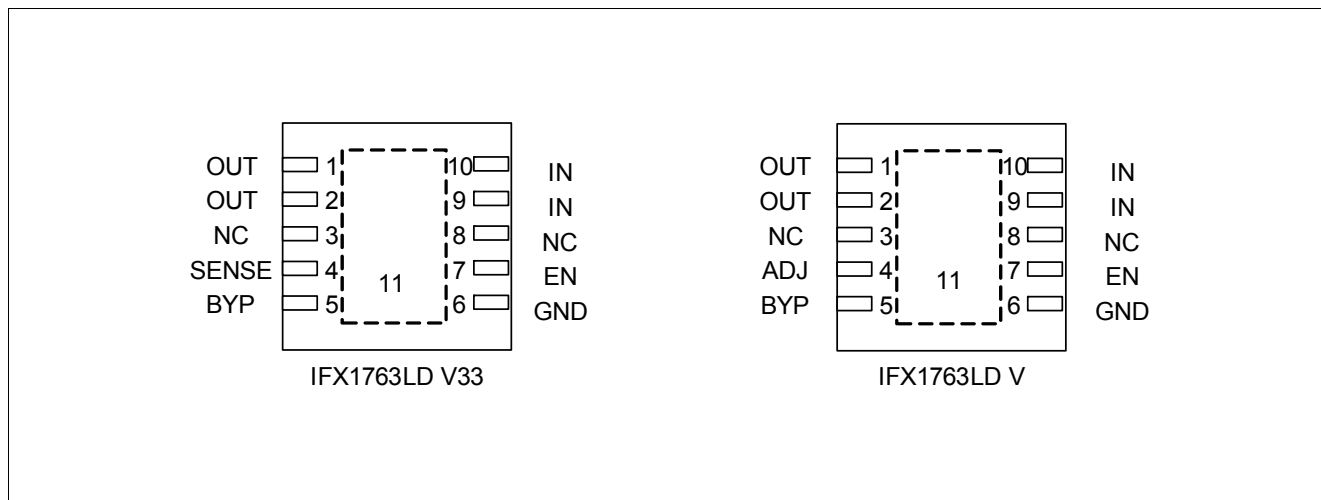 OUT 1 10 IN
OUT 2 9 IN
NC 3 8 NC
SENSE 4 7 EN
BYP 5 6 GND
11
IFX1763LD V33
OUT 1 10 IN
OUT 2 9 IN
NC 3 8 NC
ADJ 4 7 EN
BYP 5 6 GND
11
IFX1763LD V